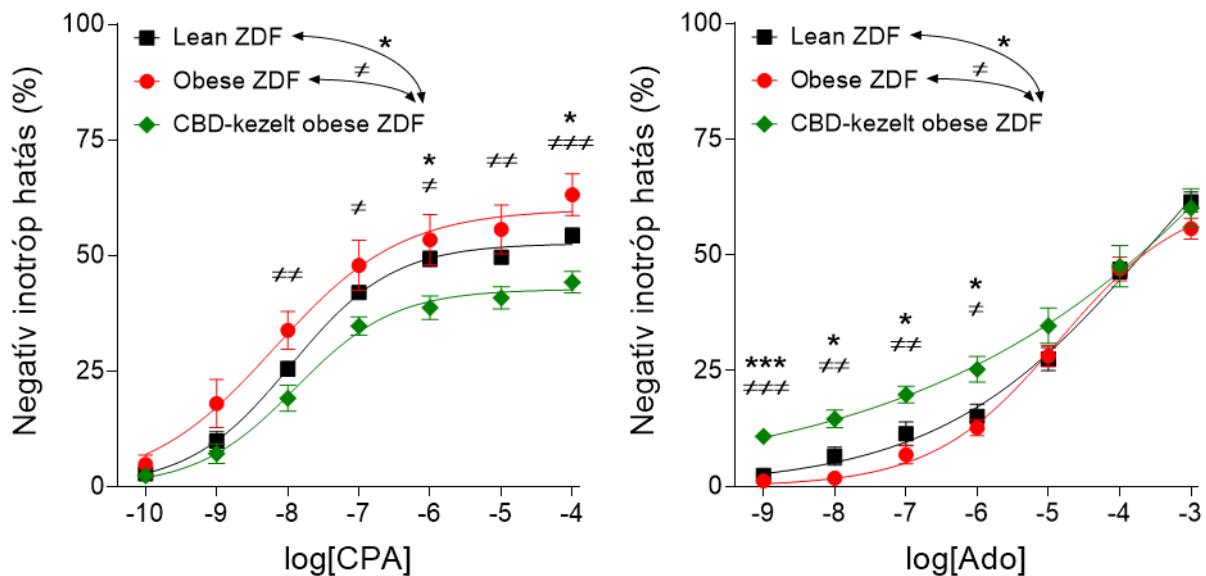 100
75
50
25
0
Negatív inotróp hatás (%)
Lean ZDF
Obese ZDF
CBD-kezelt obese ZDF
*
≠
≠≠
≠
*
≠
≠≠
*
≠≠≠
-10 -9 -8 -7 -6 -5 -4
log[CPA]
100
75
50
25
0
Negatív inotróp hatás (%)
Lean ZDF
Obese ZDF
CBD-kezelt obese ZDF
*
≠
***
≠≠≠
*
≠≠
*
≠≠
*
≠
-9 -8 -7 -6 -5 -4 -3
log[Ado]